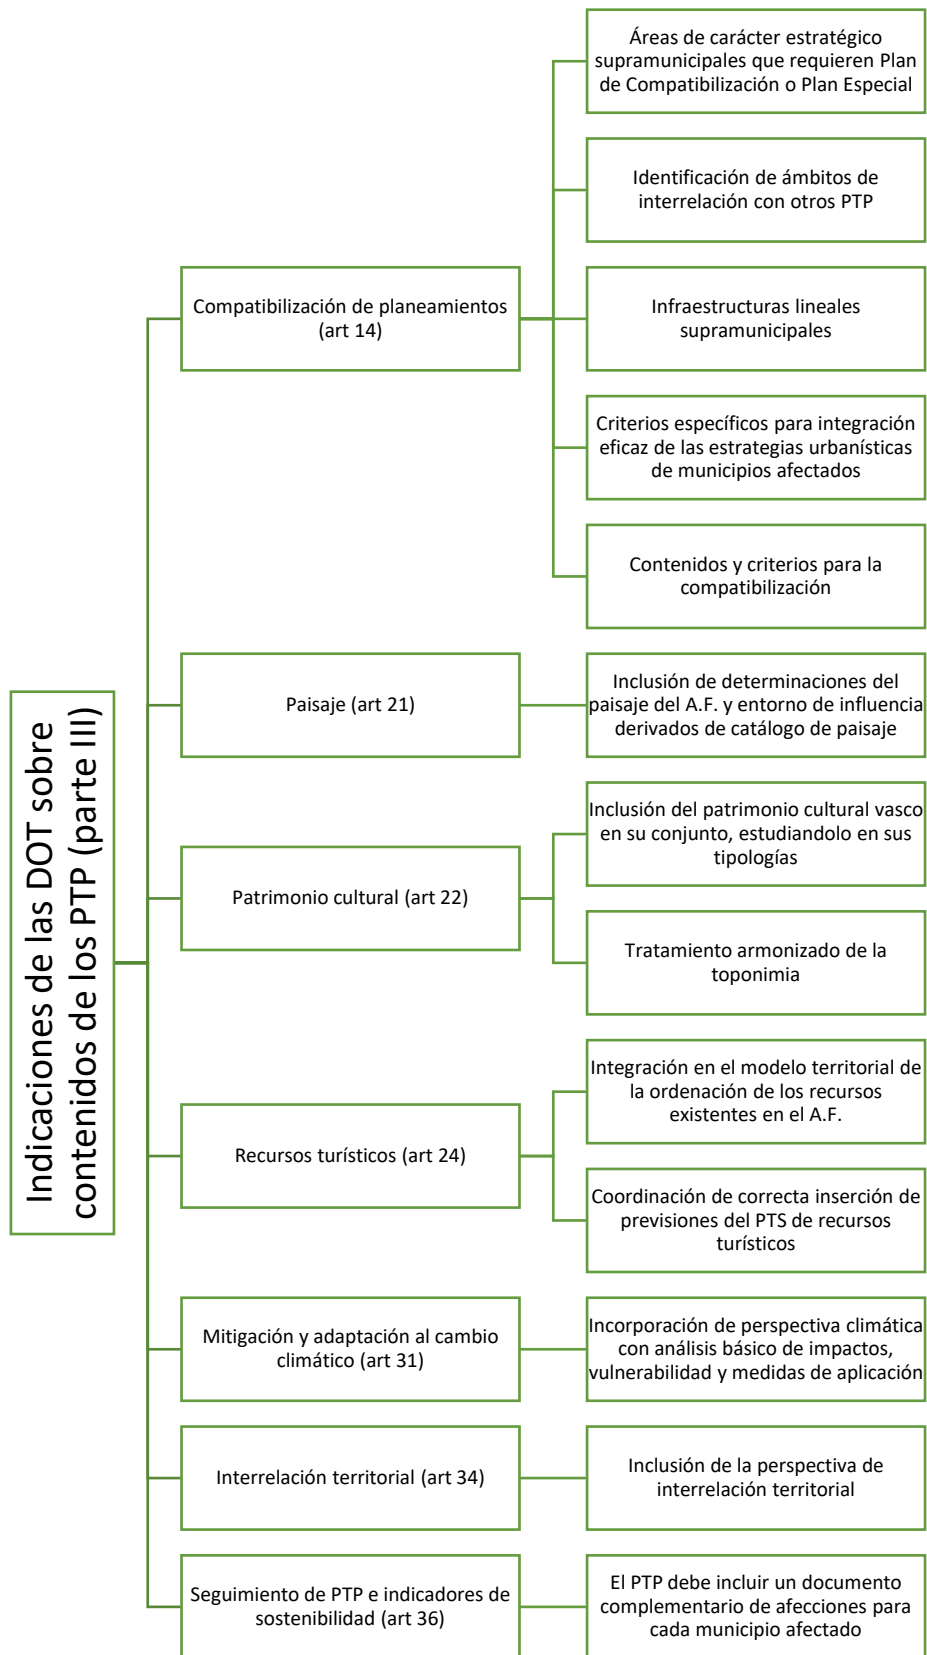 Indicaciones de las DOT sobre
contenidos de los PTP (parte III)
Compatibilización de planeamientos
(art 14)
Áreas de carácter estratégico
supramunicipales que requieren Plan
de Compatibilización o Plan Especial
Identificación de ámbitos de
interrelación con otros PTP
Infraestructuras lineales
supramunicipales
Criterios específicos para integración
eficaz de las estrategias urbanísticas
de municipios afectados
Contenidos y criterios para la
compatibilización
Paisaje (art 21)
Inclusión de determinaciones del
paisaje del A.F. y entorno de influencia
derivados de catálogo de paisaje
Patrimonio cultural (art 22)
Inclusión del patrimonio cultural vasco
en su conjunto, estudiandolo en sus
tipologías
Tratamiento armonizado de la
toponimia
Recursos turísticos (art 24)
Integración en el modelo territorial de
la ordenación de los recursos
existentes en el A.F.
Coordinación de correcta inserción de
previsiones del PTS de recursos
turísticos
Mitigación y adaptación al cambio
climático (art 31)
Incorporación de perspectiva climática
con análisis básico de impactos,
vulnerabilidad y medidas de aplicación
Interrelación territorial (art 34)
Inclusión de la perspectiva de
interrelación territorial
Seguimiento de PTP e indicadores de
sostenibilidad (art 36)
El PTP debe incluir un documento
complementario de afecciones para
cada municipio afectado